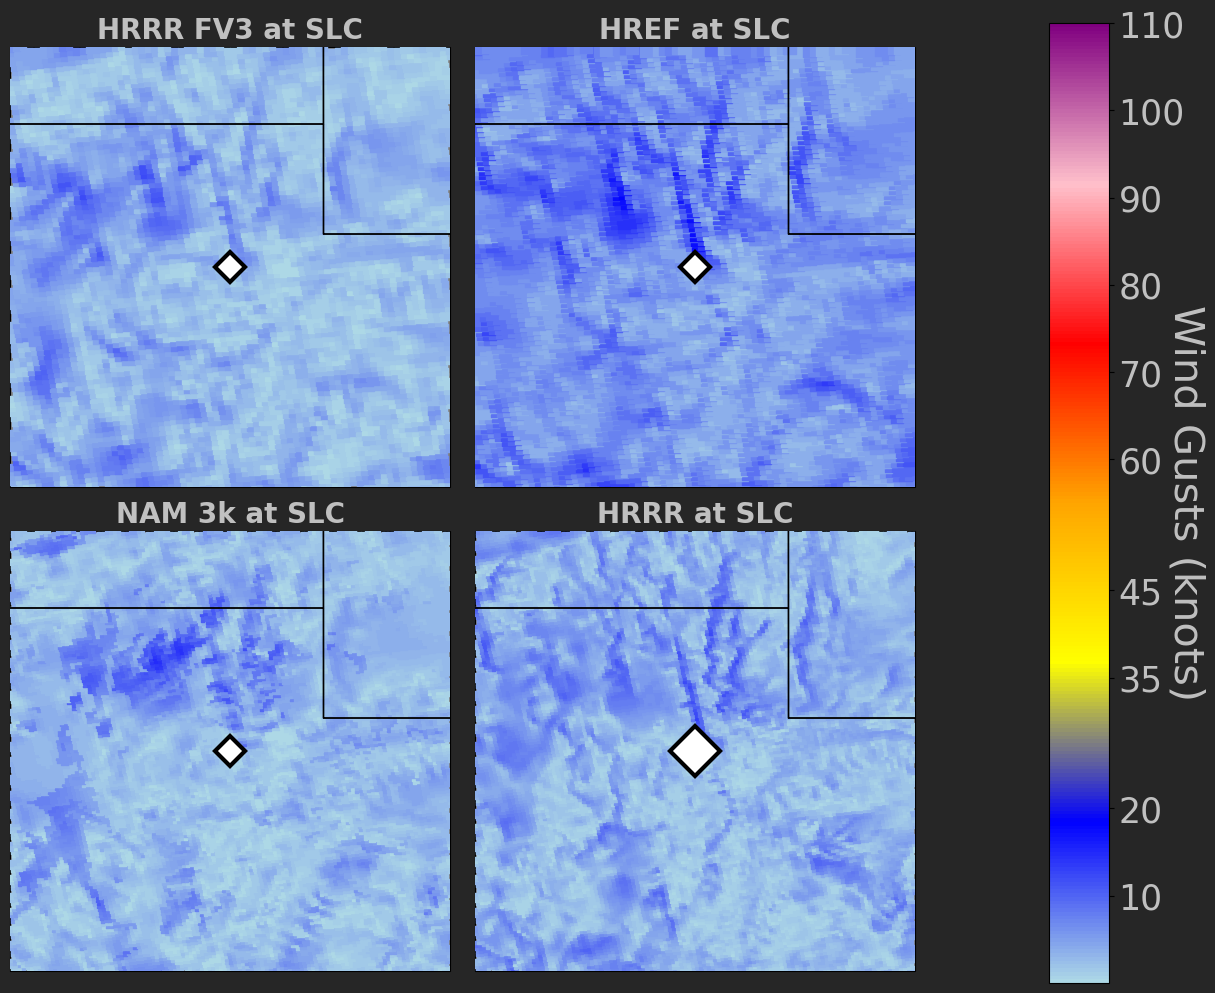 HRRR FV3 at SLC
HREF at SLC
NAM 3k at SLC
HRRR at SLC
110
100
90
80
70
60
45
35
20
10
Wind Gusts (knots)